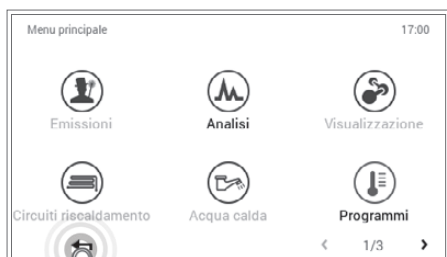 Menu principale 17:00
Emissioni Analisi Visualizzazione
Circuiti riscaldamento Acqua calda Programmi
1/3